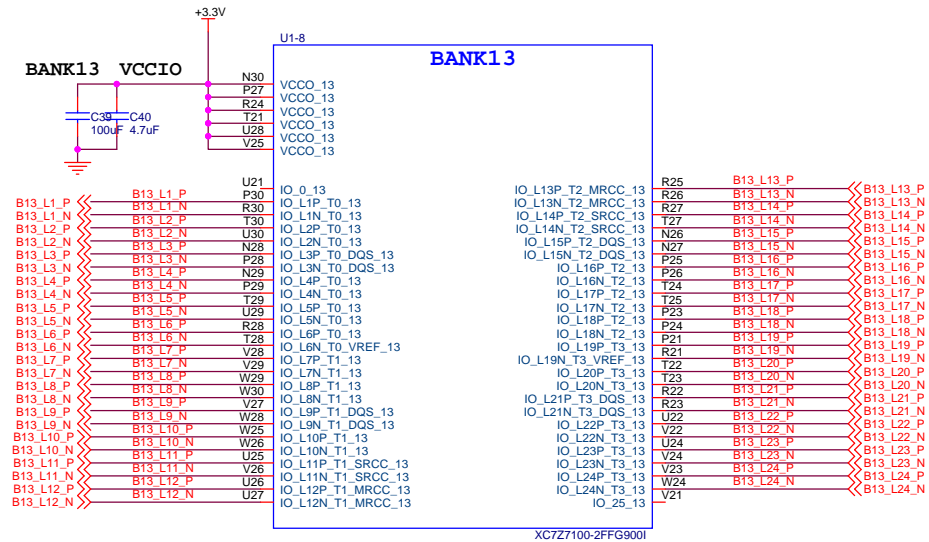 +3.3V
U1-8
BANK13
BANK13 VCCIO
N30 VCCO_13
P27 VCCO_13
R24 VCCO_13
T21 VCCO_13
U28 VCCO_13
V25 VCCO_13
C39 100uF
C40 4.7uF
U21 IO_0_13
B13_L1_P B13_L1_P P30 IO_L1P_T0_13
B13_L1_N B13_L1_N R30 IO_L1N_T0_13
B13_L2_P B13_L2_P T30 IO_L2P_T0_13
B13_L2_N B13_L2_N U30 IO_L2N_T0_13
B13_L3_P B13_L3_P N28 IO_L3P_T0_DQS_13
B13_L3_N B13_L3_N P28 IO_L3N_T0_DQS_13
B13_L4_P B13_L4_P N29 IO_L4P_T0_13
B13_L4_N B13_L4_N P29 IO_L4N_T0_13
B13_L5_P B13_L5_P T29 IO_L5P_T0_13
B13_L5_N B13_L5_N U29 IO_L5N_T0_13
B13_L6_P B13_L6_P R28 IO_L6P_T0_13
B13_L6_N B13_L6_N T28 IO_L6N_T0_VREF_13
B13_L7_P B13_L7_P V28 IO_L7P_T1_13
B13_L7_N B13_L7_N V29 IO_L7N_T1_13
B13_L8_P B13_L8_P W29 IO_L8P_T1_13
B13_L8_N B13_L8_N W30 IO_L8N_T1_13
B13_L9_P B13_L9_P V27 IO_L9P_T1_DQS_13
B13_L9_N B13_L9_N W28 IO_L9N_T1_DQS_13
B13_L10_P B13_L10_P W25 IO_L10P_T1_13
B13_L10_N B13_L10_N W26 IO_L10N_T1_13
B13_L11_P B13_L11_P U25 IO_L11P_T1_SRCC_13
B13_L11_N B13_L11_N V26 IO_L11N_T1_SRCC_13
B13_L12_P B13_L12_P U26 IO_L12P_T1_MRCC_13
B13_L12_N B13_L12_N U27 IO_L12N_T1_MRCC_13
IO_L13P_T2_MRCC_13 R25 B13_L13_P B13_L13_P
IO_L13N_T2_MRCC_13 R26 B13_L13_N B13_L13_N
IO_L14P_T2_SRCC_13 R27 B13_L14_P B13_L14_P
IO_L14N_T2_SRCC_13 T27 B13_L14_N B13_L14_N
IO_L15P_T2_DQS_13 N26 B13_L15_P B13_L15_P
IO_L15N_T2_DQS_13 N27 B13_L15_N B13_L15_N
IO_L16P_T2_13 P25 B13_L16_P B13_L16_P
IO_L16N_T2_13 P26 B13_L16_N B13_L16_N
IO_L17P_T2_13 T24 B13_L17_P B13_L17_P
IO_L17N_T2_13 T25 B13_L17_N B13_L17_N
IO_L18P_T2_13 P23 B13_L18_P B13_L18_P
IO_L18N_T2_13 P24 B13_L18_N B13_L18_N
IO_L19P_T3_13 P21 B13_L19_P B13_L19_P
IO_L19N_T3_VREF_13 R21 B13_L19_N B13_L19_N
IO_L20P_T3_13 T22 B13_L20_P B13_L20_P
IO_L20N_T3_13 T23 B13_L20_N B13_L20_N
IO_L21P_T3_DQS_13 R22 B13_L21_P B13_L21_P
IO_L21N_T3_DQS_13 R23 B13_L21_N B13_L21_N
IO_L22P_T3_13 U22 B13_L22_P B13_L22_P
IO_L22N_T3_13 V22 B13_L22_N B13_L22_N
IO_L23P_T3_13 U24 B13_L23_P B13_L23_P
IO_L23N_T3_13 V24 B13_L23_N B13_L23_N
IO_L24P_T3_13 V23 B13_L24_P B13_L24_P
IO_L24N_T3_13 W24 B13_L24_N B13_L24_N
IO_25_13 V21
XC7Z7100-2FFG900I